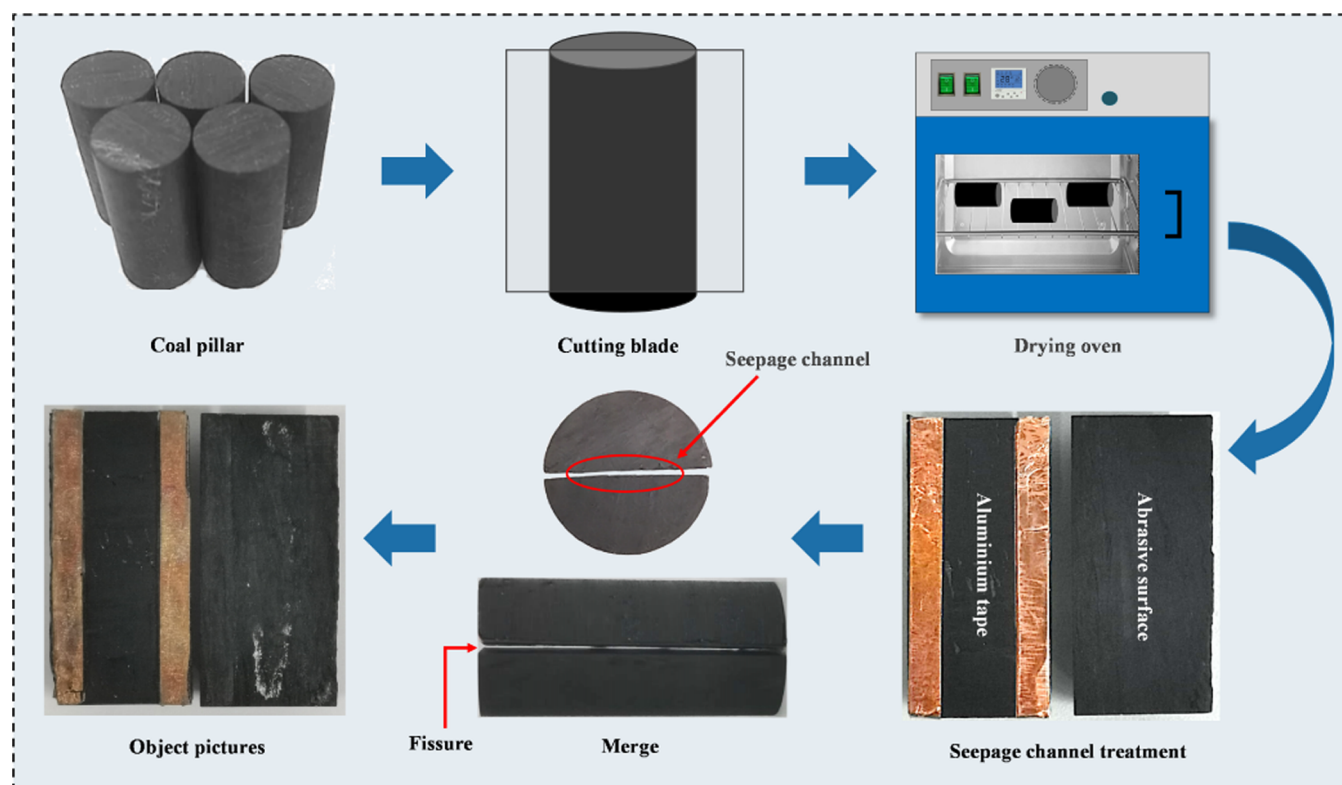 Coal pillar
Cutting blade
Drying oven
Seepage channel
Aluminium tape
Abrasive surface
Object pictures
Fissure
Merge
Seepage channel treatment